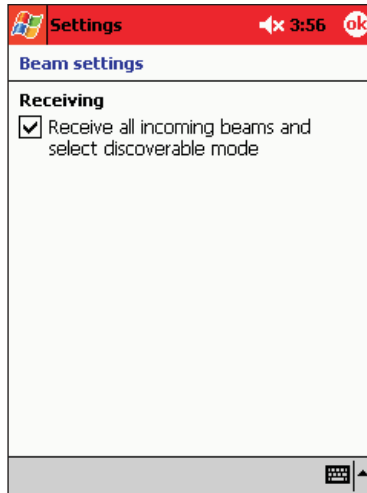 Settings 3:56 ok
Beam settings
Receiving
Receive all incoming beams and
select discoverable mode